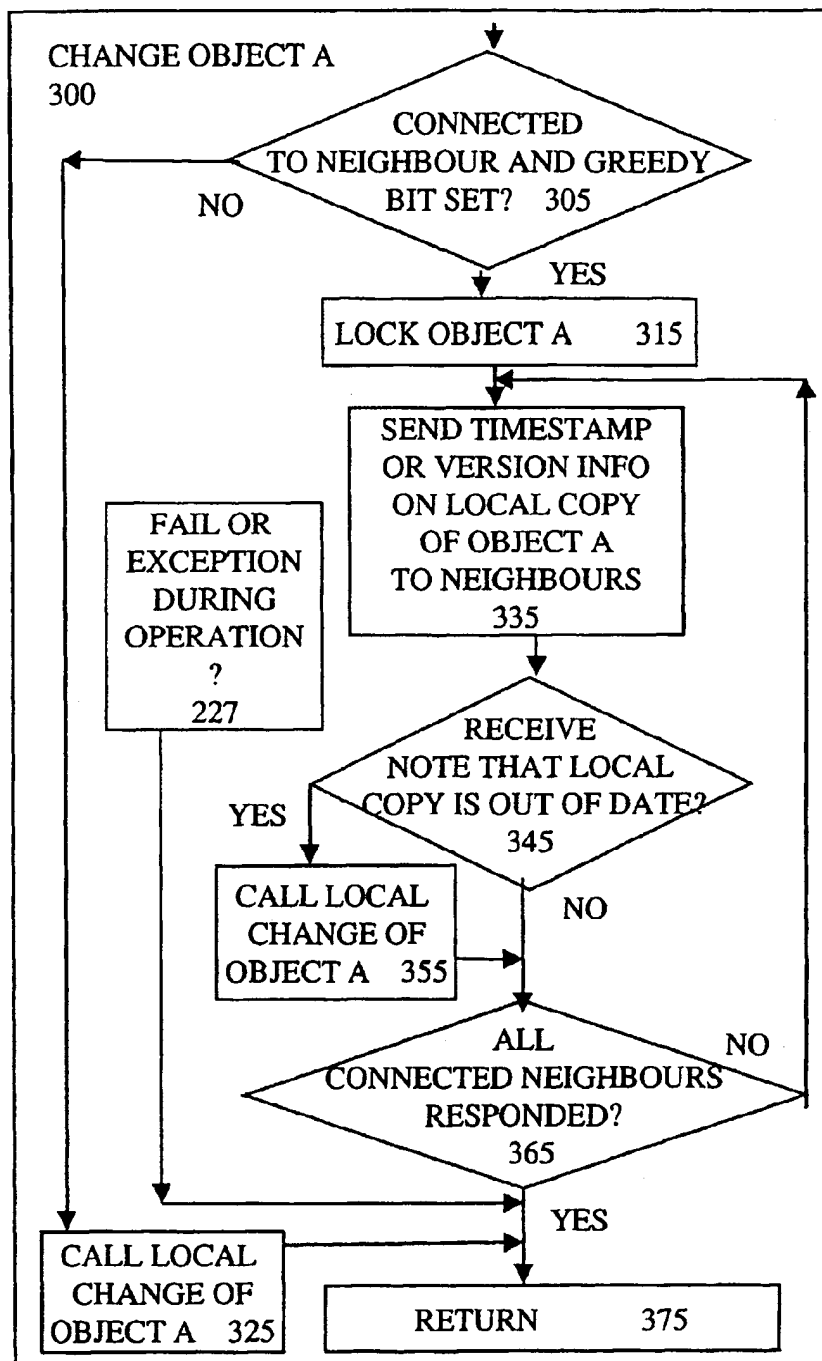 CHANGE OBJECT A
300
CONNECTED
TO NEIGHBOUR AND GREEDY
BIT SET? 305
NO
YES
LOCK OBJECT A 315
SEND TIMESTAMP
OR VERSION INFO
ON LOCAL COPY
OF OBJECT A
TO NEIGHBOURS
335
FAIL OR
EXCEPTION
DURING
OPERATION
?
227
RECEIVE
NOTE THAT LOCAL
COPY IS OUT OF DATE?
345
YES
NO
CALL LOCAL
CHANGE OF
OBJECT A 355
ALL
CONNECTED NEIGHBOURS
RESPONDED?
365
NO
YES
CALL LOCAL
CHANGE OF
OBJECT A 325
RETURN 375